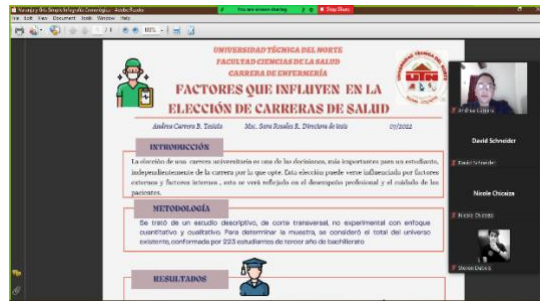 File Edit View Document Tools Window Help
You are screen sharing
Stop Share
UNIVERSIDAD TÉCNICA DEL NORTE
FACULTAD CIENCIAS DE LA SALUD
CARRERA DE ENFERMERÍA
FACTORES QUE INFLUYEN EN LA
ELECCIÓN DE CARRERAS DE SALUD
UTN
Andrea Carrera B. Tesista Msc. Sara Rosales R. Directora de tesis 07/2022
INTRODUCCIÓN
La elección de una carrera universitaria es una de las decisiones, más importantes para un estudiante,
independientemente de la carrera por la que opte. Esta elección puede verse influenciada por factores
externos y factores internos , esto se verá reflejado en el desempeño profesional y el cuidado de los
pacientes.
METODOLOGÍA
Se trató de un estudio descriptivo, de corte transversal, no experimental con enfoque
cuantitativo y cualitativo. Para determinar la muestra, se consideró el total del universo
existente, conformada por 223 estudiantes de tercer año de bachillerato
RESULTADOS
David Schneider
David Schneider
Nicole Chicaiza
Nicole Chicaiza